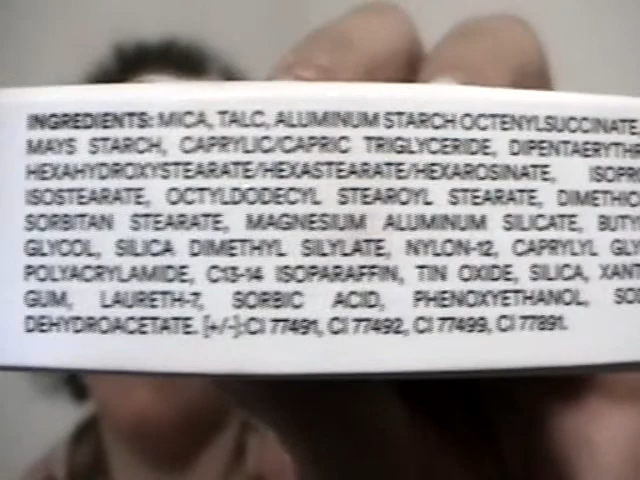 INGREDIENTS: MICA, TALC, ALUMINUM STARCH OCTENYLSUCCINATE
MAYS STARCH, CAPRYLIC/CAPRIC TRIGLYCERIDE, DIPENTAERYTHR
HEXAHYDROXYSTEARATE/HEXASTEARATE/HEXAROSINATE, ISOPR
ISOSTEARATE, OCTYLDODECYL STEAROYL STEARATE, DIMETHIC
SORBITAN STEARATE, MAGNESIUM ALUMINUM SILICATE, BUTY
GLYCOL, SILICA DIMETHYL SILYLATE, NYLON-12, CAPRYLYL GLY
POLYACRYLAMIDE, C13-14 ISOPARAFFIN, TIN OXIDE, SILICA, XANT
GUM, LAURETH-7, SORBIC ACID, PHENOXYETHANOL, SO
DEHYDROACETATE. [+/-]:CI 77491, CI 77492, CI 77499, CI 77891.